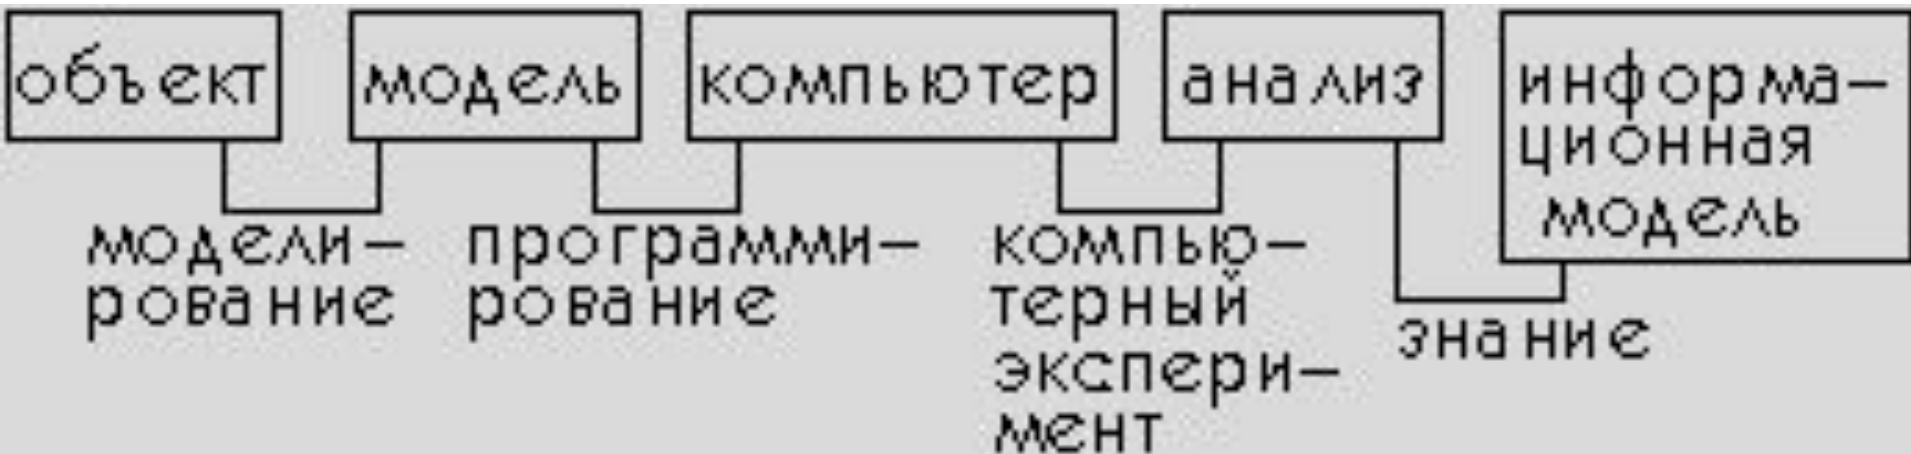 объект
модель
компьютер
анализ
информа-
ционная
модель
модели-
рование
программи-
рование
компью-
терный
экспери-
мент
знание